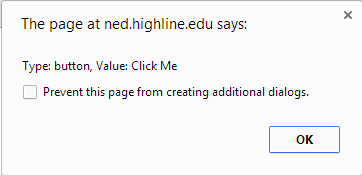 The page at ned.highline.edu says:
Type: button, Value: Click Me
Prevent this page from creating additional dialogs.
OK